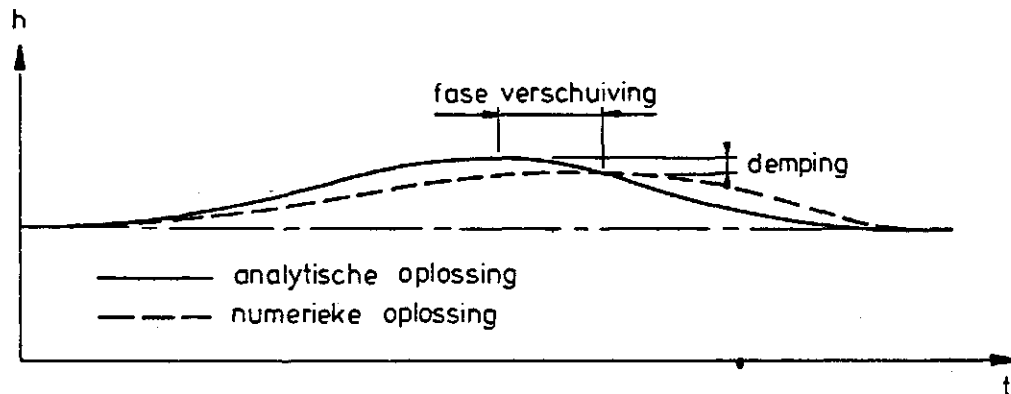 h
fase verschuiving
demping
analytische oplossing
numerieke oplossing
t